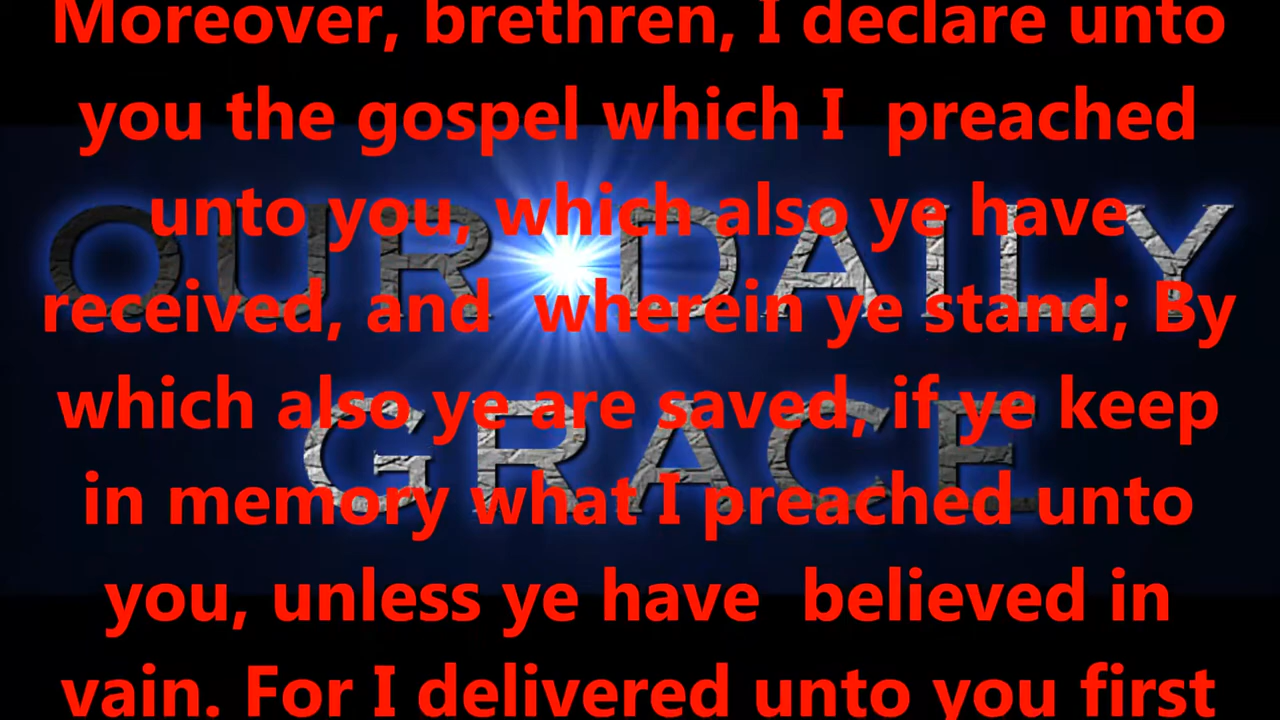 Moreover, brethren, I declare unto
you the gospel which I preached
unto you, which also ye have
OUR DAILY
received, and wherein ye stand; By
which also ye are saved, if ye keep
GRACE
in memory what I preached unto
you, unless ye have believed in
vain. For I delivered unto you first